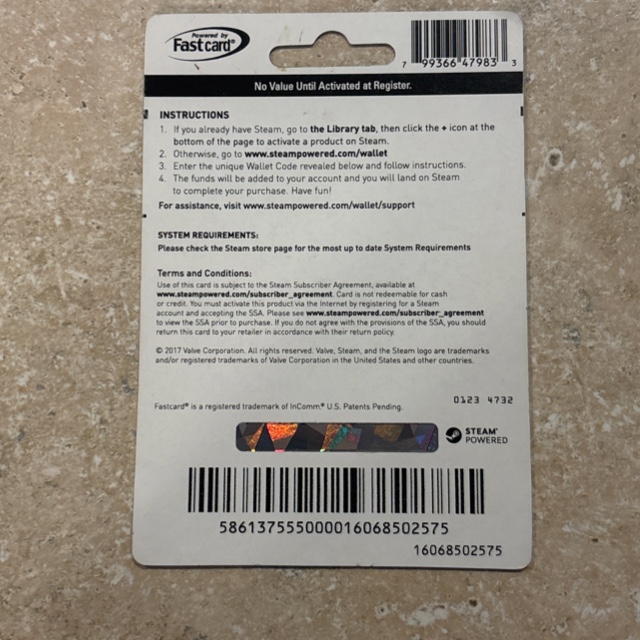 Powered by
Fastcard®
7 99366 47983 3
No Value Until Activated at Register.
INSTRUCTIONS
1. If you already have Steam, go to the Library tab, then click the + icon at the
bottom of the page to activate a product on Steam.
2. Otherwise, go to www.steampowered.com/wallet
3. Enter the unique Wallet Code revealed below and follow instructions.
4. The funds will be added to your account and you will land on Steam
to complete your purchase. Have fun!
For assistance, visit www.steampowered.com/wallet/support
SYSTEM REQUIREMENTS:
Please check the Steam store page for the most up to date System Requirements
Terms and Conditions:
Use of this card is subject to the Steam Subscriber Agreement, available at
www.steampowered.com/subscriber_agreement. Card is not redeemable for cash
or credit. You must activate this product via the Internet by registering for a Steam
account and accepting the SSA. Please see www.steampowered.com/subscriber_agreement
to view the SSA prior to purchase. If you do not agree with the provisions of the SSA, you should
return this card to your retailer in accordance with their return policy.
© 2017 Valve Corporation. All rights reserved. Valve, Steam, and the Steam logo are trademarks
and/or registered trademarks of Valve Corporation in the United States and other countries.
0123 4732
Fastcard® is a registered trademark of InComm.® U.S. Patents Pending.
STEAM®
POWERED
586137555000016068502575
16068502575